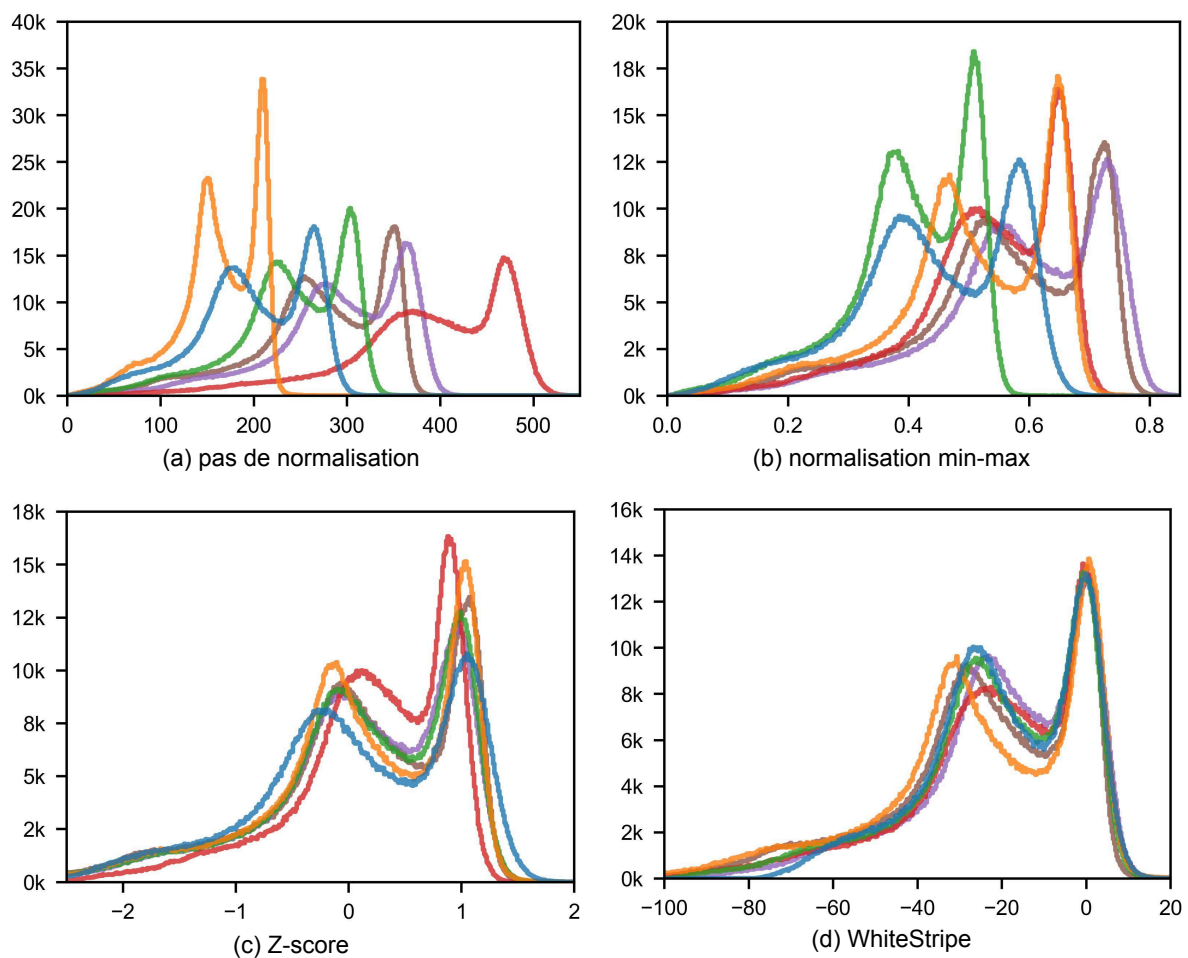 40k
35k
30k
25k
20k
15k
10k
5k
0k
0 100 200 300 400 500
(a) pas de normalisation
20k
18k
15k
12k
10k
8k
5k
2k
0k
0.0 0.2 0.4 0.6 0.8
(b) normalisation min-max
18k
15k
12k
10k
8k
5k
2k
0k
−2 −1 0 1 2
(c) Z-score
16k
14k
12k
10k
8k
6k
4k
2k
0k
−100 −80 −60 −40 −20 0 20
(d) WhiteStripe